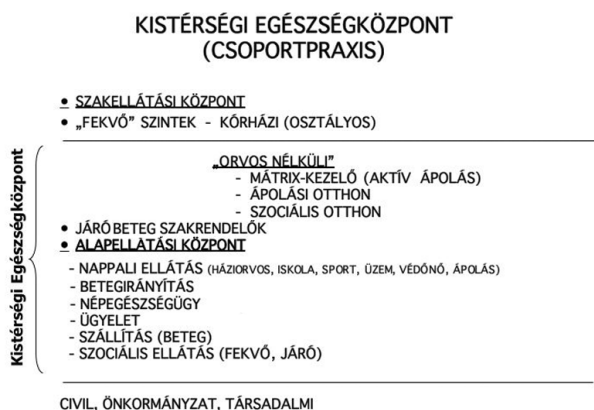 KISTÉRSÉGI EGÉSZSÉGKÖZPONT
(CSOPORTPRAXIS)
• SZAKELLÁTÁSI KÖZPONT
• „FEKVŐ” SZINTEK - KÓRHÁZI (OSZTÁLYOS)
Kistérségi Egészségközpont
„ORVOS NÉLKÜLI”
- MÁTRIX-KEZELŐ (AKTÍV ÁPOLÁS)
- ÁPOLÁSI OTTHON
- SZOCIÁLIS OTTHON
• JÁRÓBETEG SZAKRENDELŐK
• ALAPELLÁTÁSI KÖZPONT
- NAPPALI ELLÁTÁS (HÁZIORVOS, ISKOLA, SPORT, ÜZEM, VÉDŐNŐ, ÁPOLÁS)
- BETEGIRÁNYÍTÁS
- NÉPEGÉSZSÉGÜGY
- ÜGYELET
- SZÁLLÍTÁS (BETEG)
- SZOCIÁLIS ELLÁTÁS (FEKVŐ, JÁRÓ)
CIVIL, ÖNKORMÁNYZAT, TÁRSADALMI